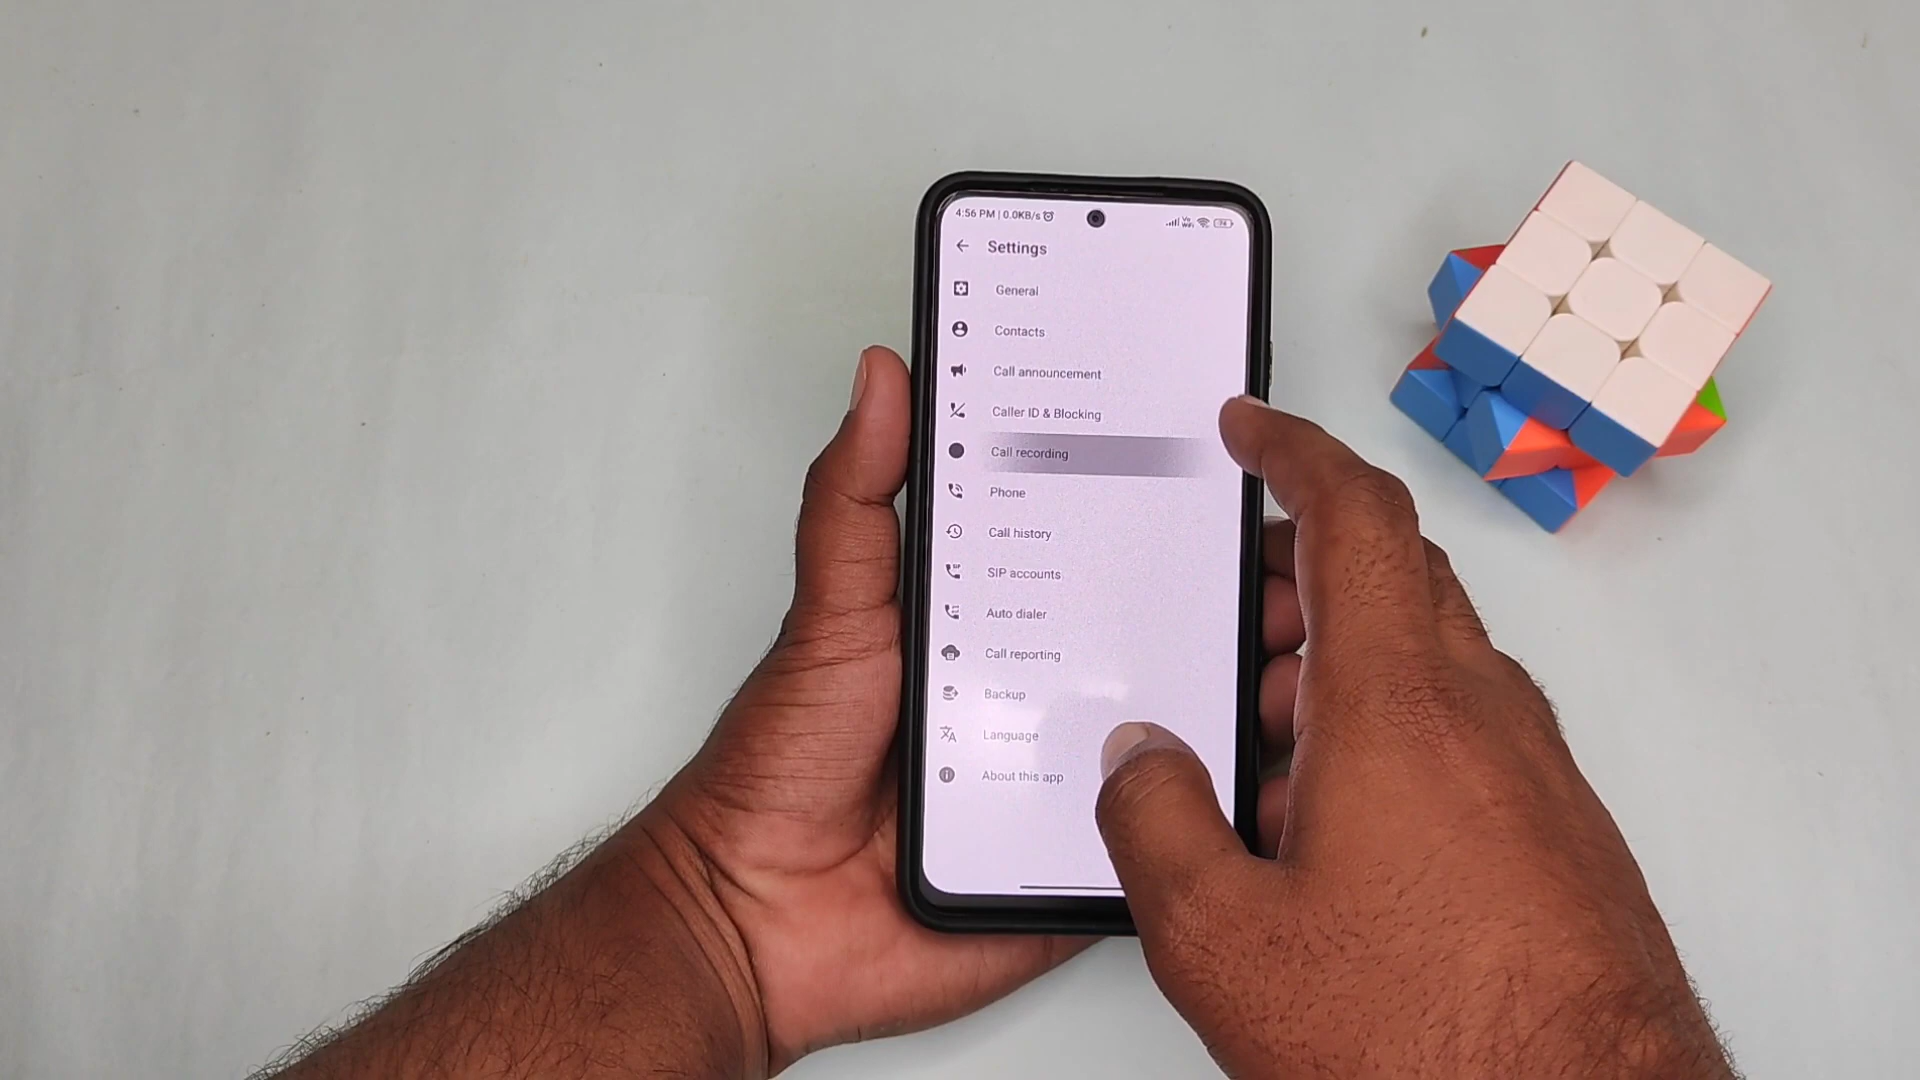 4:56 PM | 0.0KB/s
Settings
General
Contacts
Call announcement
Caller ID & Blocking
Call recording
Phone
Call history
SIP accounts
Auto dialer
Call reporting
Backup
Language
About this app